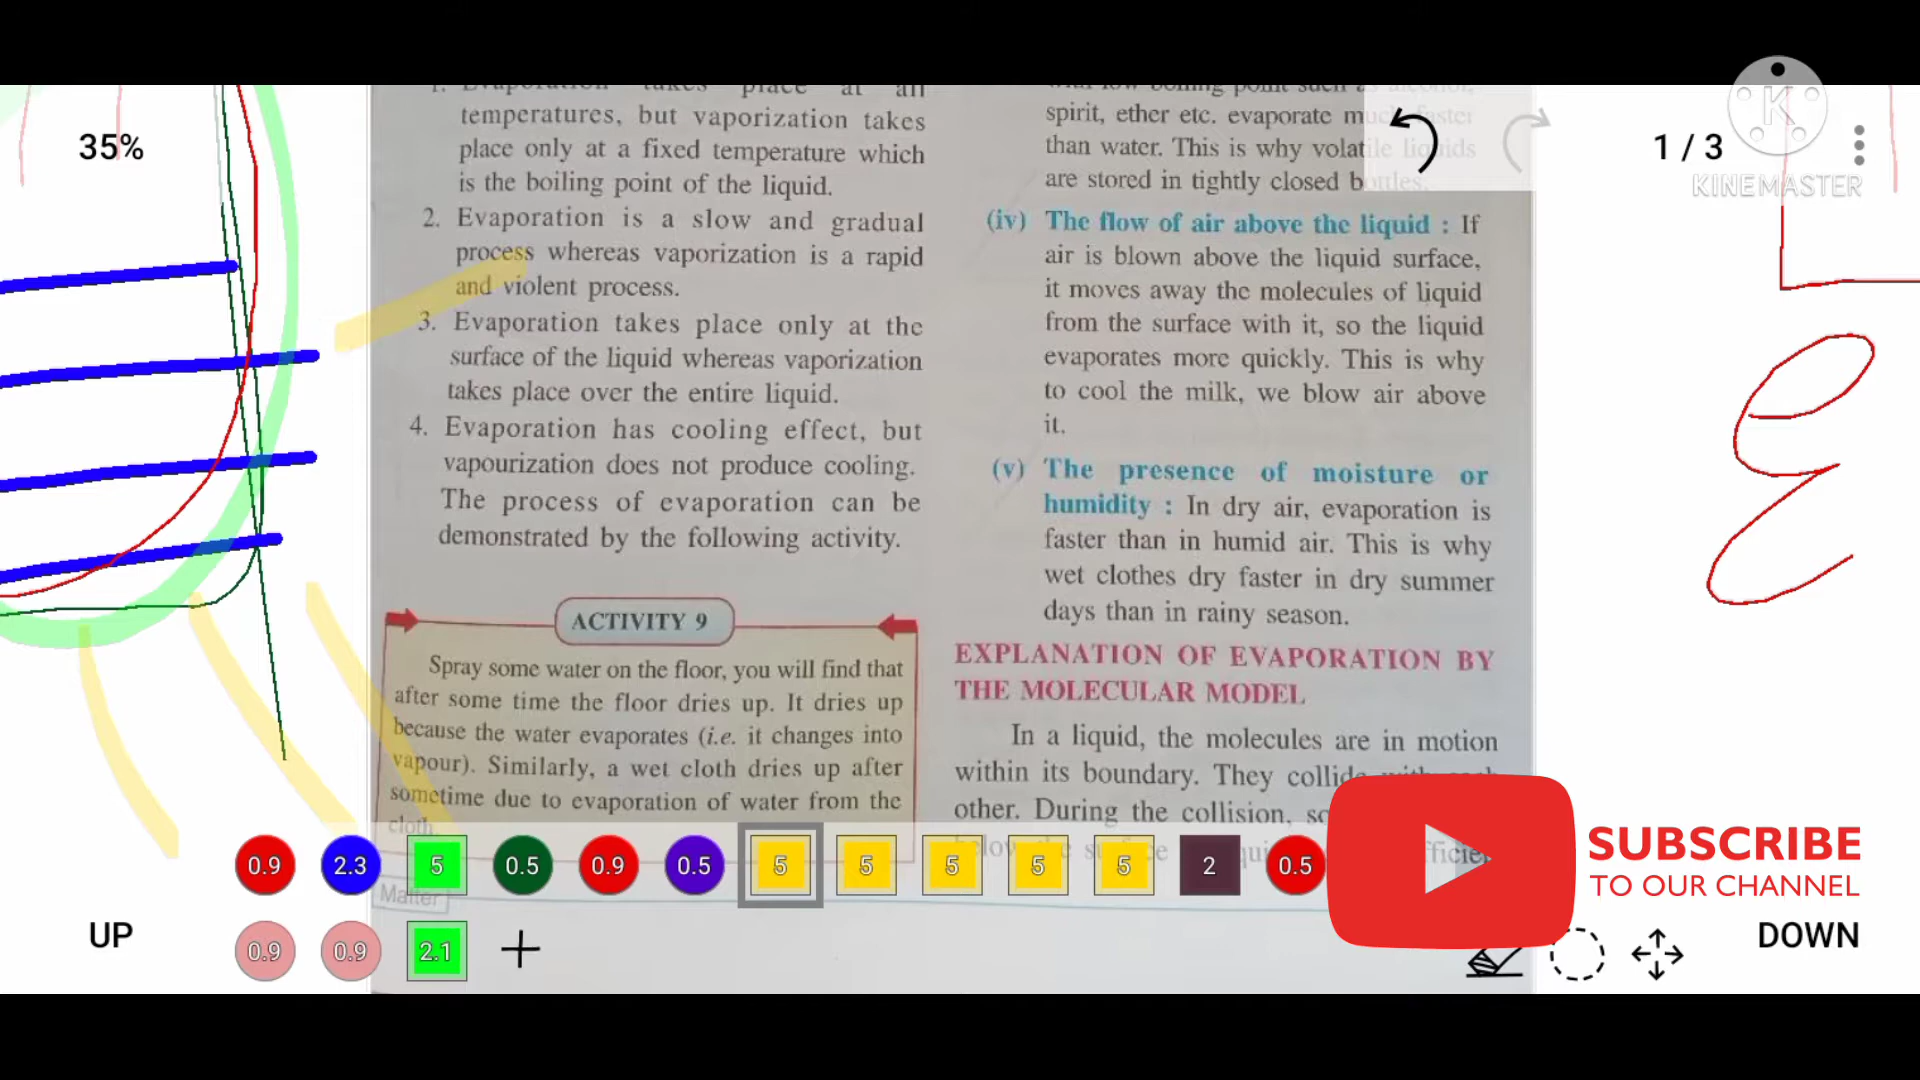 35%
1 / 3
KINEMASTER
temperatures, but vaporization takes
place only at a fixed temperature which
is the boiling point of the liquid.
2. Evaporation is a slow and gradual
process whereas vaporization is a rapid
and violent process.
3. Evaporation takes place only at the
surface of the liquid whereas vaporization
takes place over the entire liquid.
4. Evaporation has cooling effect, but
vapourization does not produce cooling.
The process of evaporation can be
demonstrated by the following activity.
ACTIVITY 9
Spray some water on the floor, you will find that
after some time the floor dries up. It dries up
because the water evaporates (i.e. it changes into
vapour). Similarly, a wet cloth dries up after
sometime due to evaporation of water from the
cloth.
Matter
spirit, ether etc. evaporate much faster
than water. This is why volatile liquids
are stored in tightly closed bottles.
(iv) The flow of air above the liquid : If
air is blown above the liquid surface,
it moves away the molecules of liquid
from the surface with it, so the liquid
evaporates more quickly. This is why
to cool the milk, we blow air above
it.
(v) The presence of moisture or
humidity : In dry air, evaporation is
faster than in humid air. This is why
wet clothes dry faster in dry summer
days than in rainy season.
EXPLANATION OF EVAPORATION BY
THE MOLECULAR MODEL
In a liquid, the molecules are in motion
within its boundary. They collide with each
other. During the collision,
0.9 2.3 5 0.5 0.9 0.5 5 5 5 5 5 2 0.5
SUBSCRIBE
TO OUR CHANNEL
UP
0.9 0.9 2.1 +
DOWN